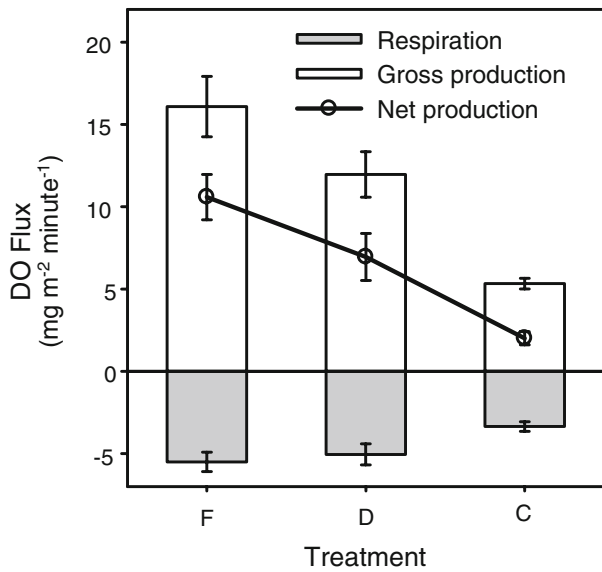 Respiration
Gross production
Net production
20
15
10
5
0
-5
DO Flux
(mg m⁻² minute⁻¹)
F D C
Treatment